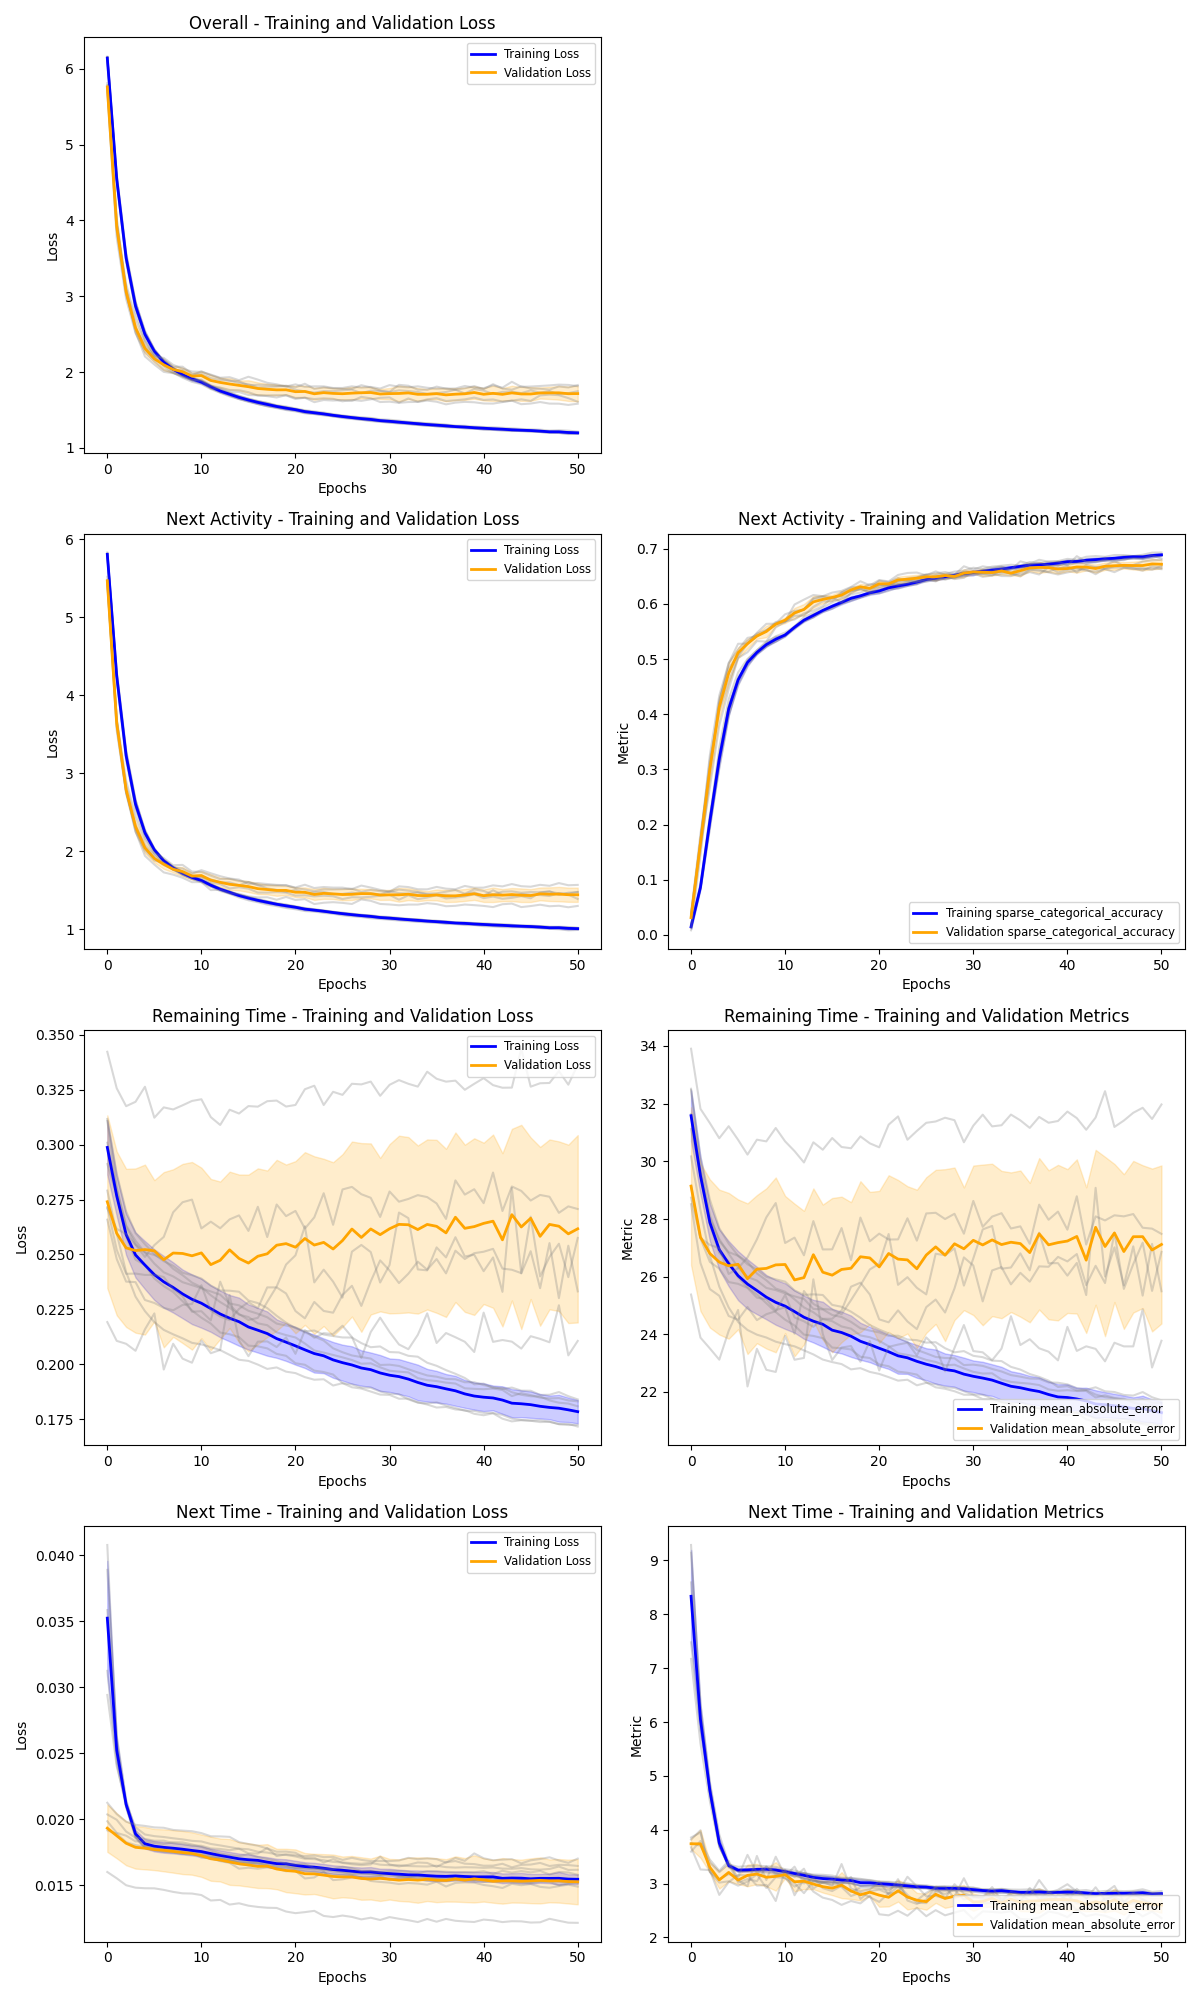 Overall - Training and Validation Loss
Training Loss
Validation Loss
6
5
4
3
2
1
Loss
0 10 20 30 40 50
Epochs
Next Activity - Training and Validation Loss
Training Loss
Validation Loss
6
5
4
3
2
1
Loss
0 10 20 30 40 50
Epochs
Next Activity - Training and Validation Metrics
0.7
0.6
0.5
0.4
0.3
0.2
0.1
0.0
Metric
Training sparse_categorical_accuracy
Validation sparse_categorical_accuracy
0 10 20 30 40 50
Epochs
Remaining Time - Training and Validation Loss
Training Loss
Validation Loss
0.350
0.325
0.300
0.275
0.250
0.225
0.200
0.175
Loss
0 10 20 30 40 50
Epochs
Remaining Time - Training and Validation Metrics
34
32
30
28
26
24
22
Metric
Training mean_absolute_error
Validation mean_absolute_error
0 10 20 30 40 50
Epochs
Next Time - Training and Validation Loss
Training Loss
Validation Loss
0.040
0.035
0.030
0.025
0.020
0.015
Loss
0 10 20 30 40 50
Epochs
Next Time - Training and Validation Metrics
9
8
7
6
5
4
3
2
Metric
Training mean_absolute_error
Validation mean_absolute_error
0 10 20 30 40 50
Epochs